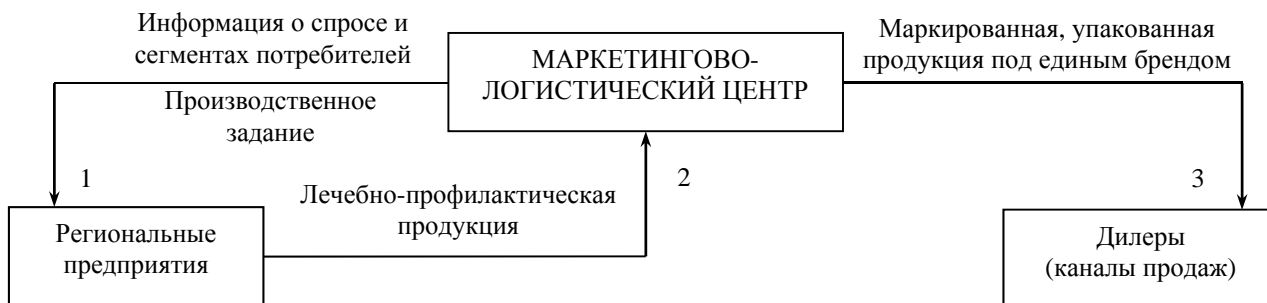 Информация о спросе и
сегментах потребителей
Производственное
задание
МАРКЕТИНГОВО-
ЛОГИСТИЧЕСКИЙ ЦЕНТР
Маркированная, упакованная
продукция под единым брендом
1
2
3
Лечебно-профилактическая
продукция
Региональные
предприятия
Дилеры
(каналы продаж)